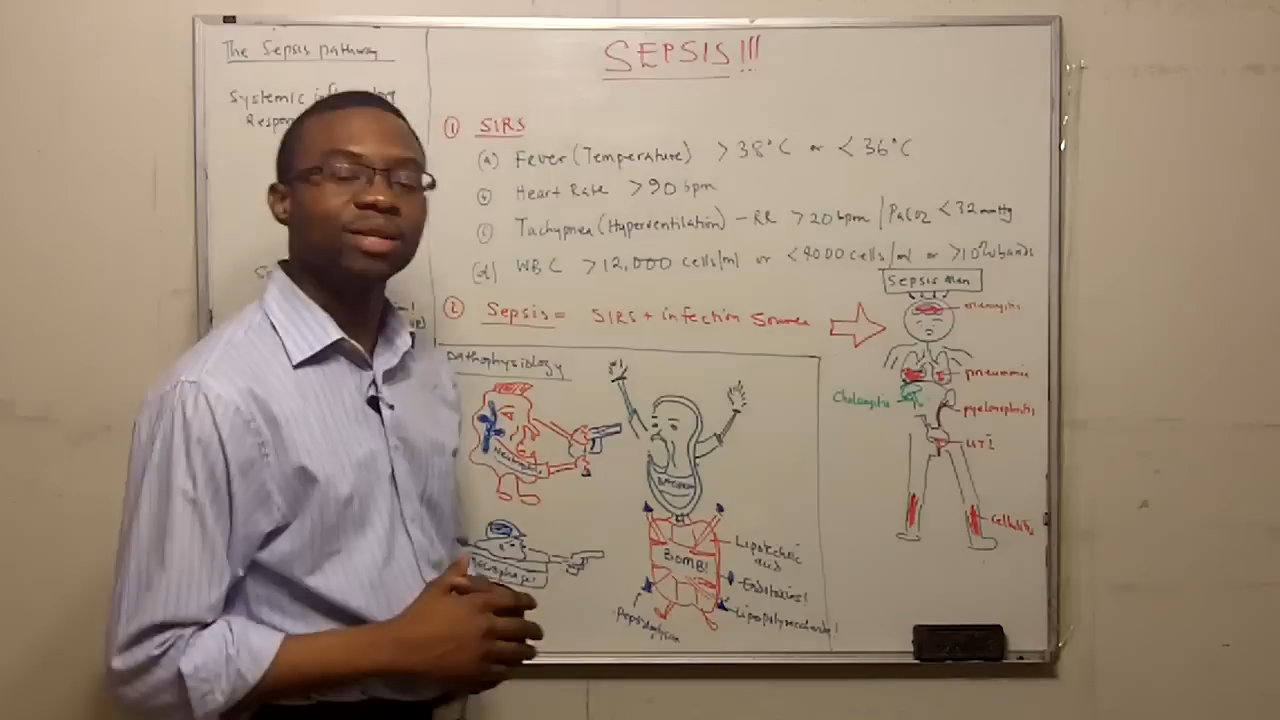 The Sepsis pathway
Systemic
SEPSIS!!!
① SIRS
(a) Fever (Temperature) >38°C or <36°C
(b) Heart Rate >90 bpm
(c) Tachypnea (Hyperventilation) - RR >20 bpm / PaCO2 <32 mmHg
(d) WBC >12,000 cells/ml or <4000 cells/ml or >10% bands
② Sepsis = SIRS + infection Source
Sepsis Man
meningitis
pneumonia
Cholangitis
pyelonephritis
UTI
cellulitis
Pathophysiology
Neutrophil
Bacterium
Macrophage!
BOMB!
Lipoteichoic
acid
Endotoxins!
Lipopolysaccharide!
Peptidoglycan